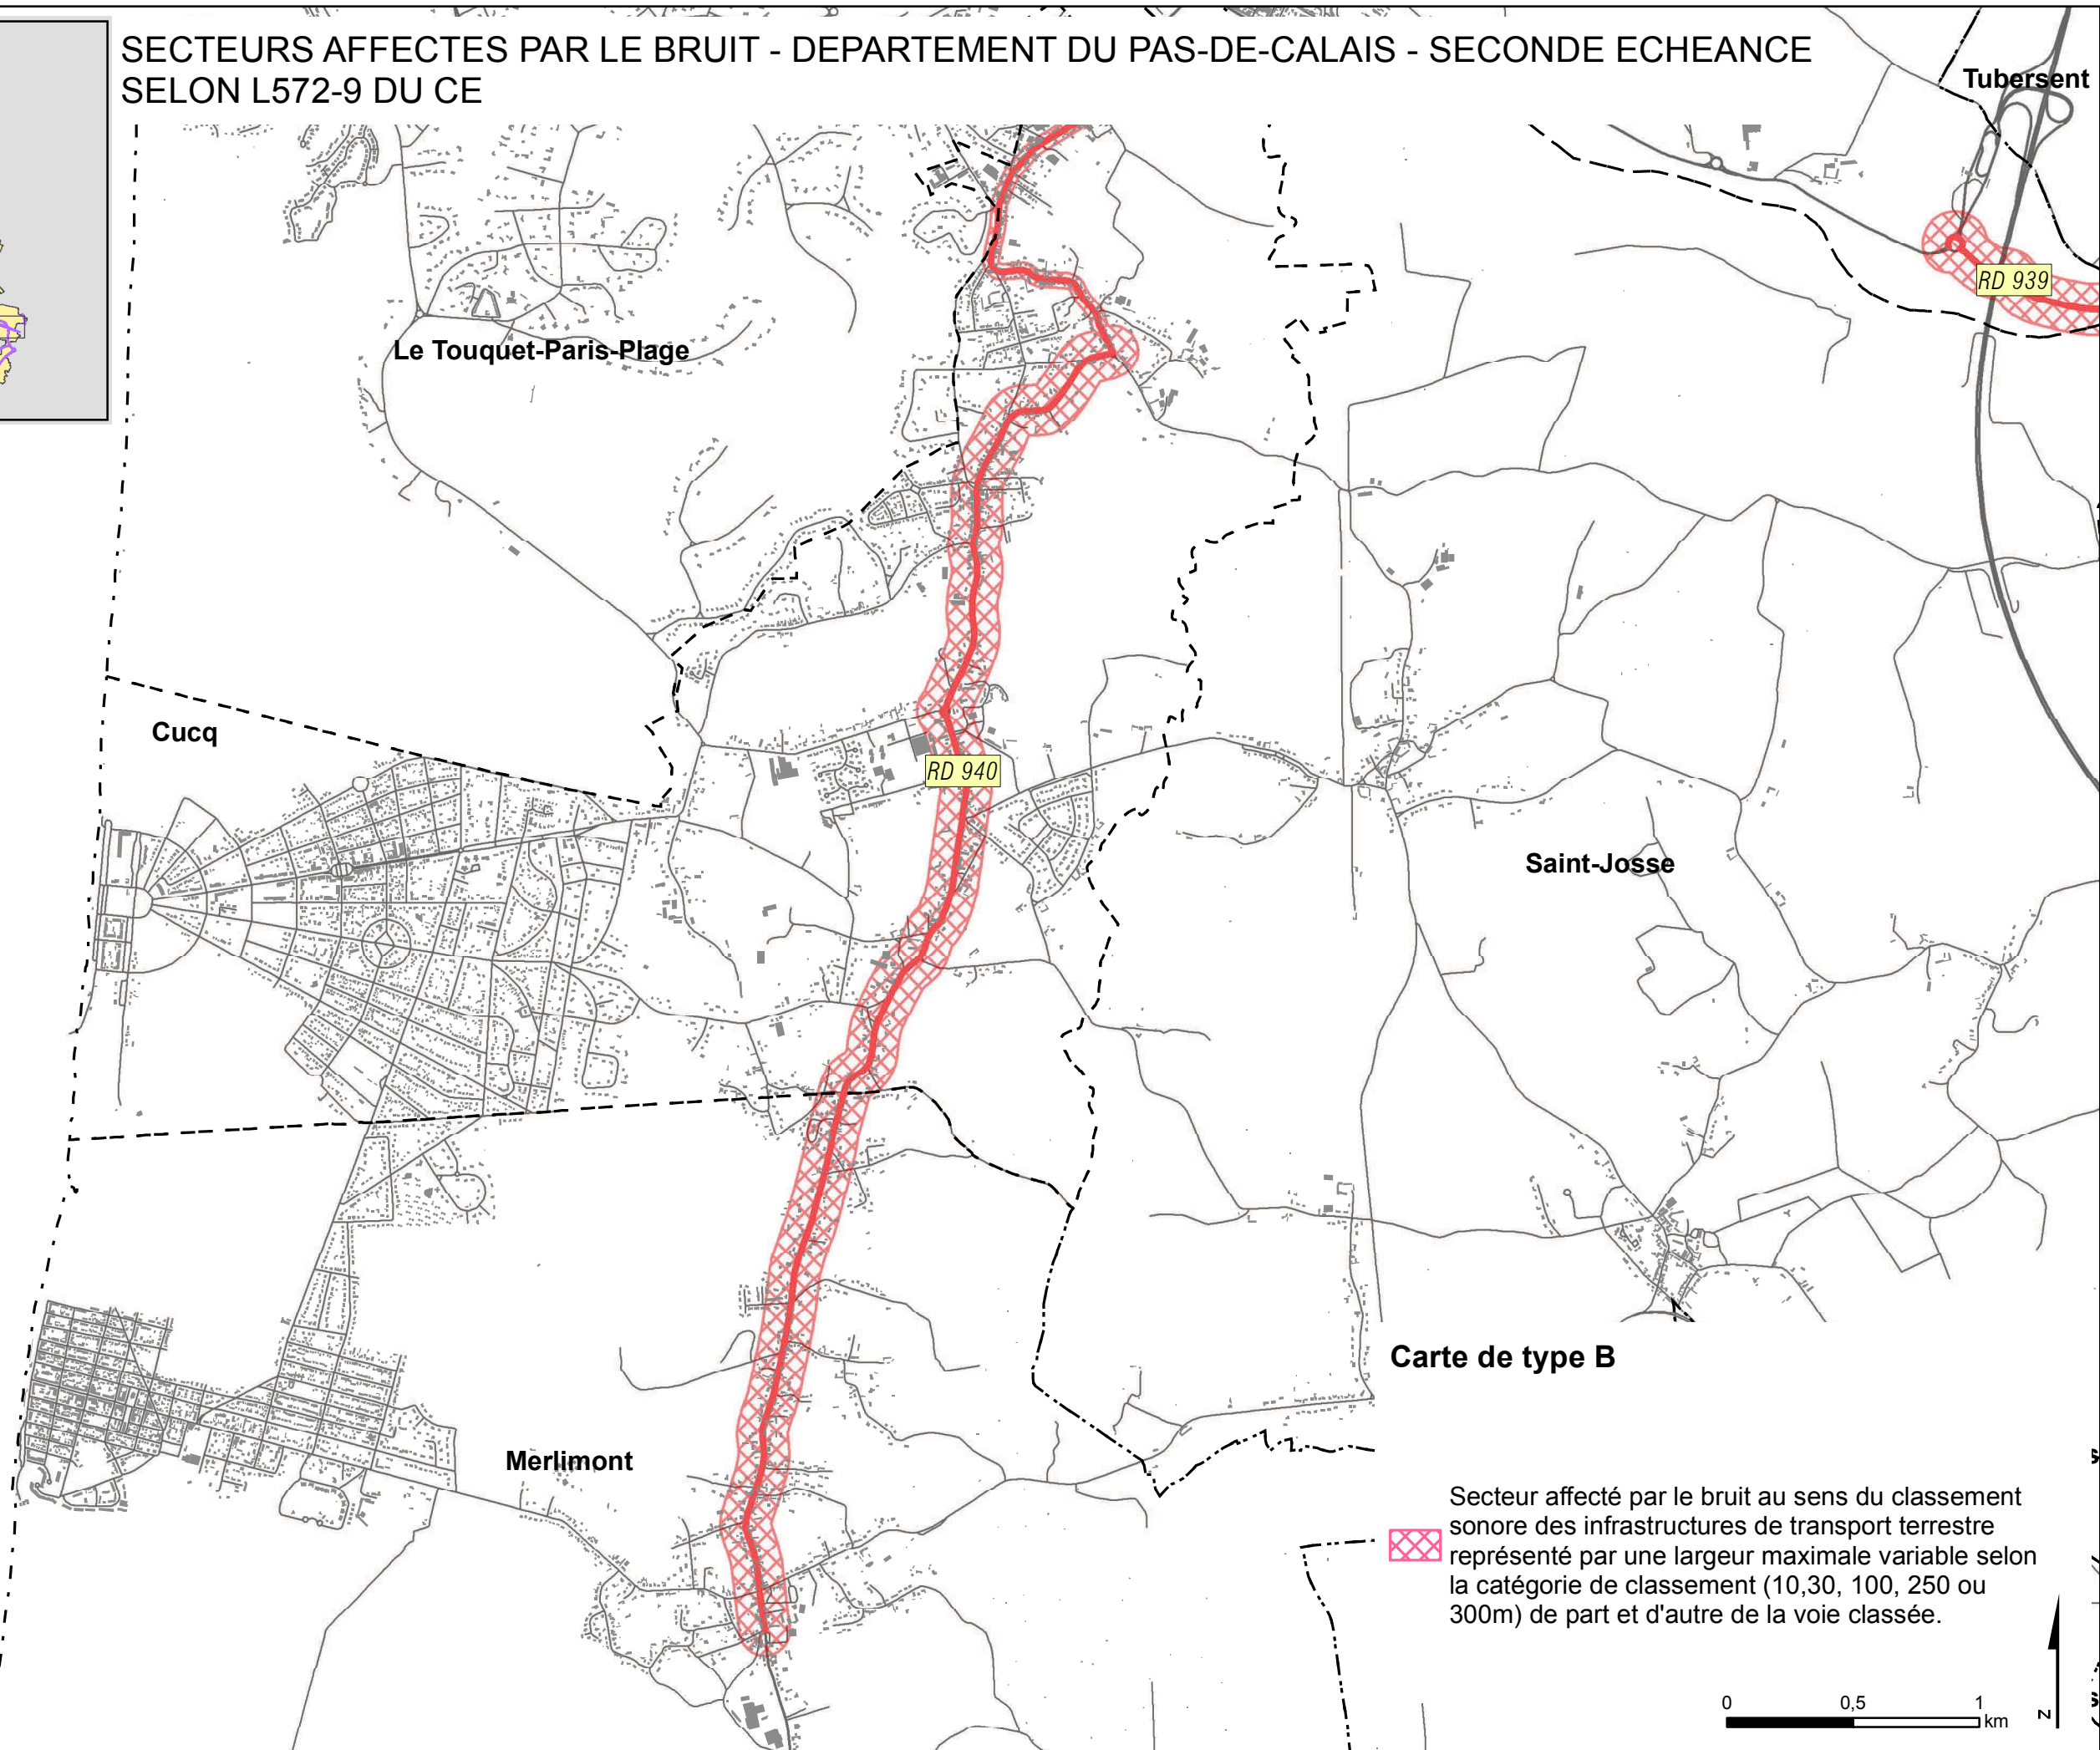 SECTEURS AFFECTES PAR LE BRUIT - DEPARTEMENT DU PAS-DE-CALAIS - SECONDE ECHEANCE
SELON L572-9 DU CE
Tubersent
RD 939
Le Touquet-Paris-Plage
Cucq
RD 940
Saint-Josse
Carte de type B
Merlimont
Secteur affecté par le bruit au sens du classement
sonore des infrastructures de transport terrestre
représenté par une largeur maximale variable selon
la catégorie de classement (10,30, 100, 250 ou
300m) de part et d'autre de la voie classée.
0 0,5 1
km
N